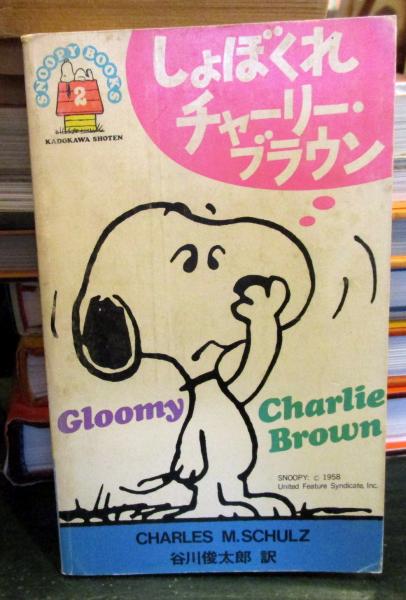 SNOOPY BOOKS
2
KADOKAWA SHOTEN
しょぼくれ
チャーリー・
ブラウン
Gloomy
Charlie
Brown
SNOOPY: © 1958
United Feature Syndicate, Inc.
CHARLES M. SCHULZ
谷川俊太郎 訳